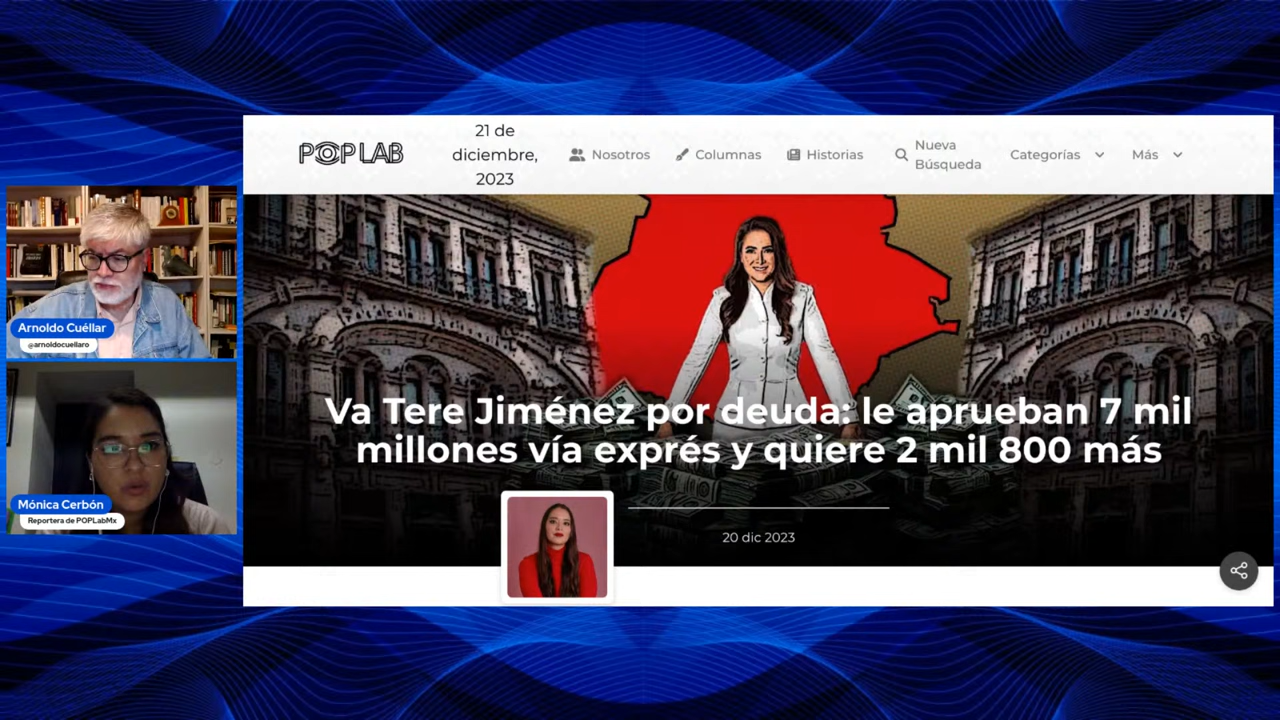 POPLAB
21 de
diciembre,
2023
Nosotros
Columnas
Historias
Nueva
Búsqueda
Categorías
Más
Va Tere Jiménez por deuda: le aprueban 7 mil
millones vía exprés y quiere 2 mil 800 más
20 dic 2023
Arnoldo Cuéllar
@arnoldocuellaro
Mónica Cerbón
Reportera de POPLabMx